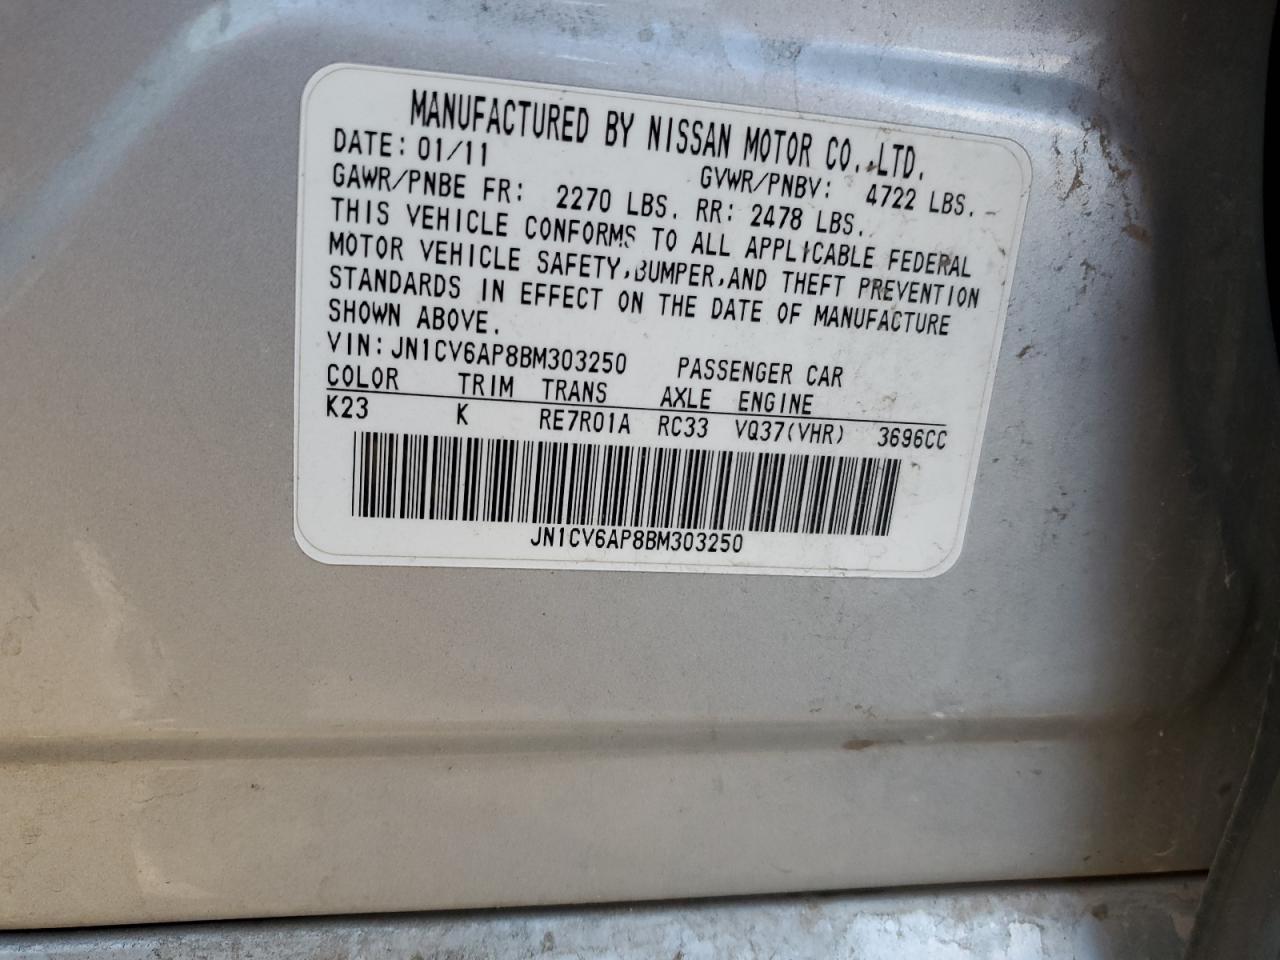 MANUFACTURED BY NISSAN MOTOR CO.,LTD.
DATE: 01/11 GVWR/PNBV: 4722 LBS.
GAWR/PNBE FR: 2270 LBS. RR: 2478 LBS.
THIS VEHICLE CONFORMS TO ALL APPLICABLE FEDERAL
MOTOR VEHICLE SAFETY,BUMPER,AND THEFT PREVENTION
STANDARDS IN EFFECT ON THE DATE OF MANUFACTURE
SHOWN ABOVE.
VIN:JN1CV6AP8BM303250 PASSENGER CAR
COLOR TRIM TRANS AXLE ENGINE
K23 K RE7R01A RC33 VQ37(VHR) 3696CC
JN1CV6AP8BM303250